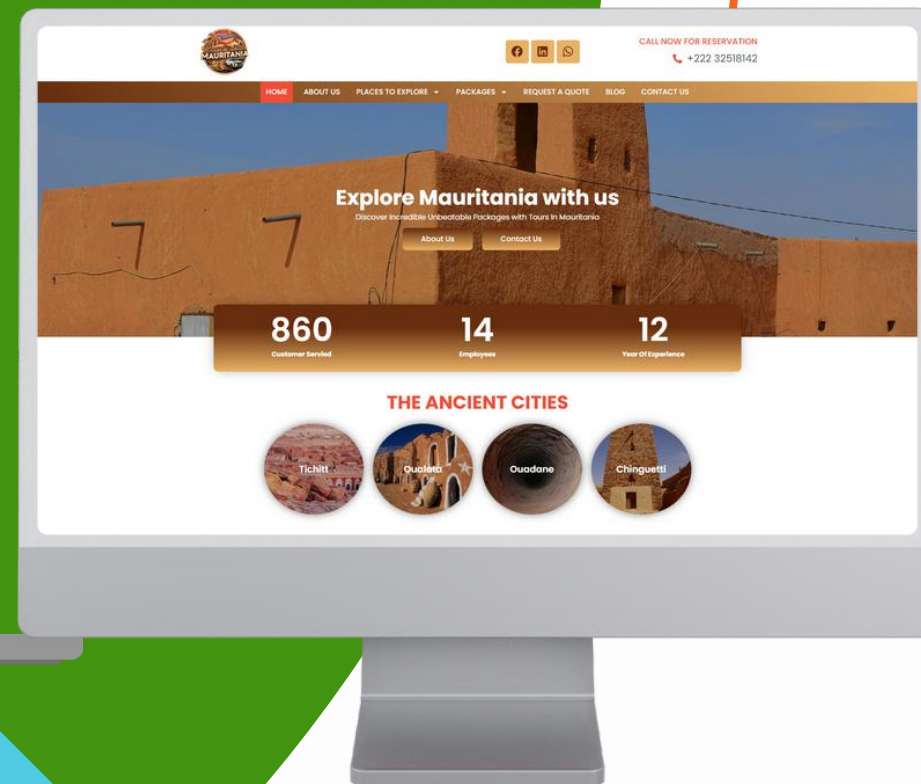 MAURITANIA
CALL NOW FOR RESERVATION
+222 32518142
HOME ABOUT US PLACES TO EXPLORE PACKAGES REQUEST A QUOTE BLOG CONTACT US
Explore Mauritania with us
Discover Incredible Unbeatable Packages with Tours In Mauritania
About Us Contact Us
860 14 12
Customer Servied Employees Year Of Experience
THE ANCIENT CITIES
Tichitt Oualata Ouadane Chinguetti